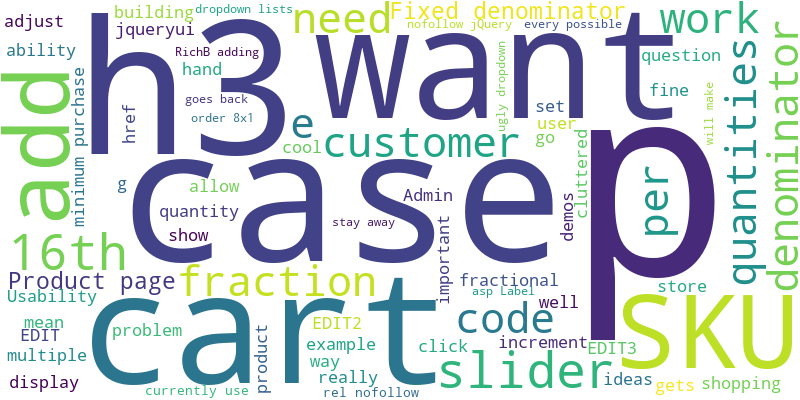 dropdown lists
building
adjust
jqueryui
ability
RichB adding
hand
goes back
order 8x1
href
add
minimum purchase
h3
want
need
Fixed denominator
nofollow jQuery
every possible
work
question
fine
ugly dropdown
set
user
go
e
cool
customer
case
p
per
cluttered
quantities
denominator
will make
g
allow
quantity
show
stay away
Admin
important
demos
16th
Product page
fraction
fractional
asp Label
well
store
Usability
mean
EDIT
multiple
display
problem
cart
EDIT2
example
way
really
product
currently use
rel nofollow
code
click
increment
EDIT3
slider
ideas
SKU
gets
shopping